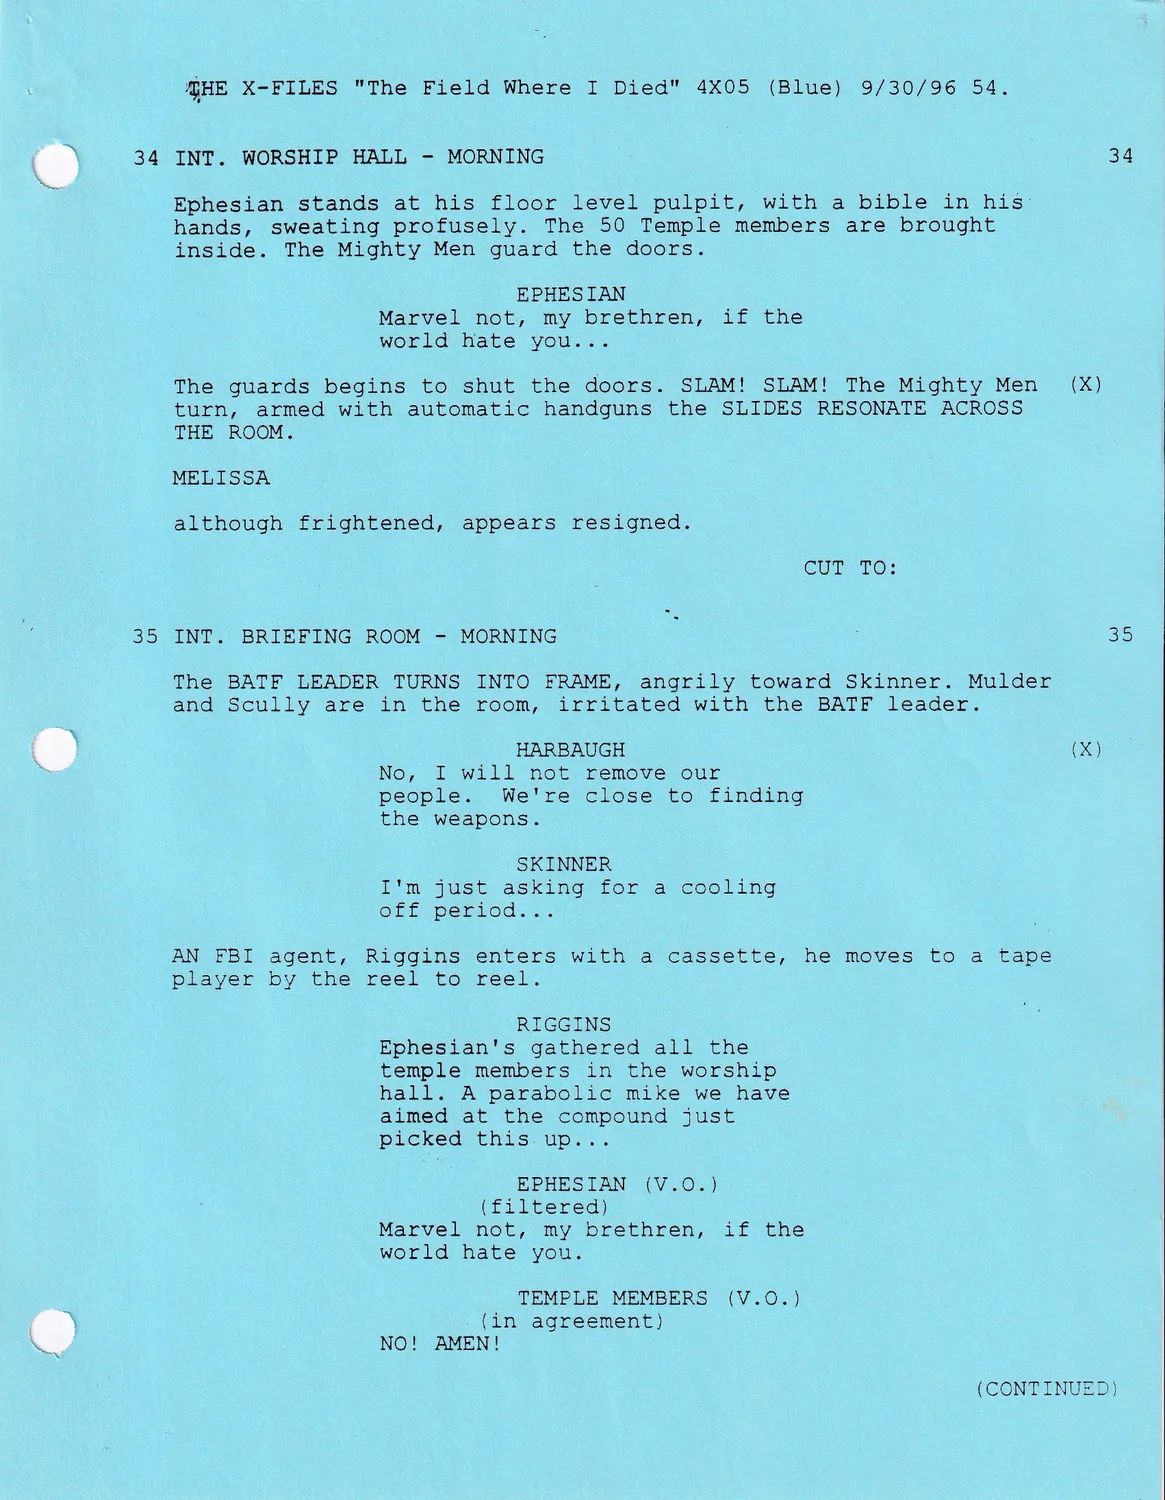 THE X-FILES "The Field Where I Died" 4X05 (Blue) 9/30/96 54.
34 INT. WORSHIP HALL - MORNING 34
Ephesian stands at his floor level pulpit, with a bible in his
hands, sweating profusely. The 50 Temple members are brought
inside. The Mighty Men guard the doors.
EPHESIAN
Marvel not, my brethren, if the
world hate you...
The guards begins to shut the doors. SLAM! SLAM! The Mighty Men (X)
turn, armed with automatic handguns the SLIDES RESONATE ACROSS
THE ROOM.
MELISSA
although frightened, appears resigned.
CUT TO:
35 INT. BRIEFING ROOM - MORNING 35
The BATF LEADER TURNS INTO FRAME, angrily toward Skinner. Mulder
and Scully are in the room, irritated with the BATF leader.
HARBAUGH (X)
No, I will not remove our
people. We're close to finding
the weapons.
SKINNER
I'm just asking for a cooling
off period...
AN FBI agent, Riggins enters with a cassette, he moves to a tape
player by the reel to reel.
RIGGINS
Ephesian's gathered all the
temple members in the worship
hall. A parabolic mike we have
aimed at the compound just
picked this up...
EPHESIAN (V.O.)
(filtered)
Marvel not, my brethren, if the
world hate you.
TEMPLE MEMBERS (V.O.)
(in agreement)
NO! AMEN!
(CONTINUED)